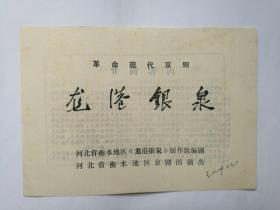 革命现代京剧
龙港銀泉
河北省衡水地区《龙港银泉》创作组编剧
河北省衡水地区京剧团演出